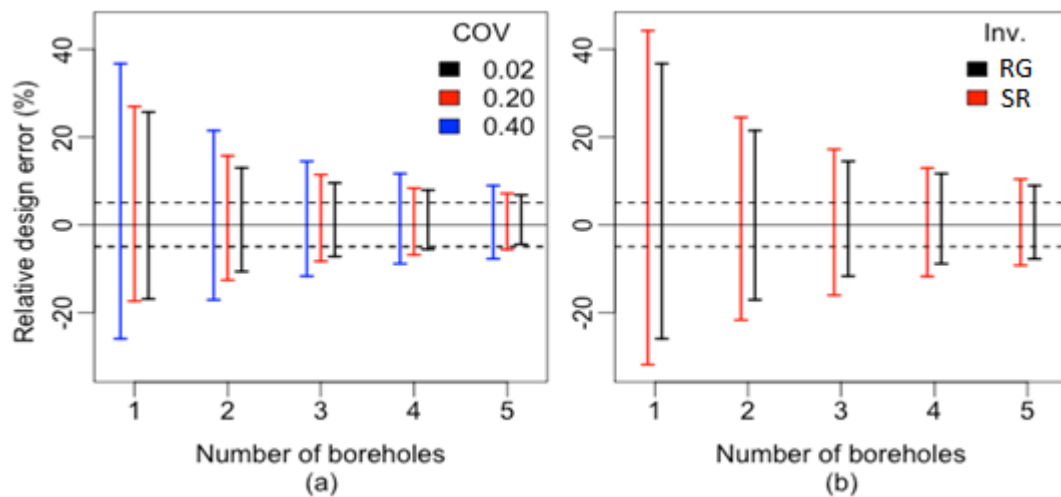 Relative design error (%)
40
20
0
-20
COV
0.02
0.20
0.40
1 2 3 4 5
Number of boreholes
(a)
40
20
0
-20
Inv.
RG
SR
1 2 3 4 5
Number of boreholes
(b)